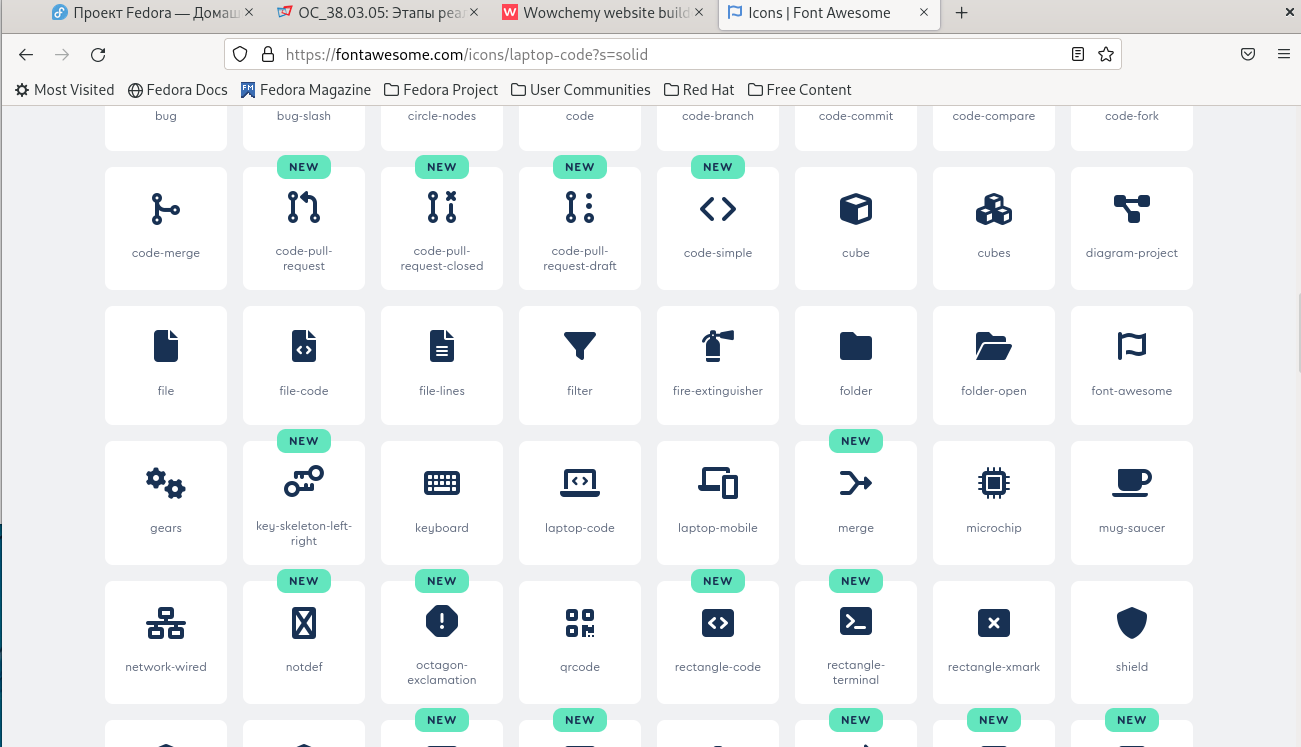 Проект Fedora — Домаш
ОС_38.03.05: Этапы реа
Wowchemy website build
Icons | Font Awesome
https://fontawesome.com/icons/laptop-code?s=solid
Most Visited
Fedora Docs
FM
Fedora Magazine
Fedora Project
User Communities
Red Hat
Free Content
bug
bug-slash
circle-nodes
code
code-branch
code-commit
code-compare
code-fork
NEW
NEW
NEW
NEW
code-merge
code-pull-
request
code-pull-
request-closed
code-pull-
request-draft
code-simple
cube
cubes
diagram-project
file
file-code
file-lines
filter
fire-extinguisher
folder
folder-open
font-awesome
NEW
NEW
gears
key-skeleton-left-
right
keyboard
laptop-code
laptop-mobile
merge
microchip
mug-saucer
NEW
NEW
NEW
NEW
network-wired
notdef
octagon-
exclamation
qrcode
rectangle-code
rectangle-
terminal
rectangle-xmark
shield
NEW
NEW
NEW
NEW
NEW